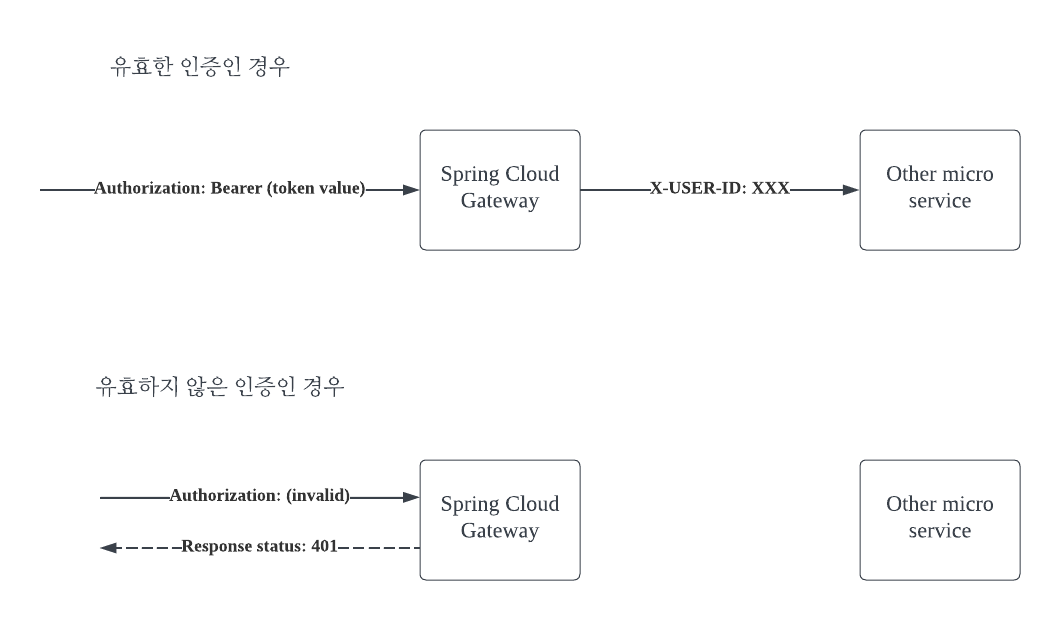 유효한 인증인 경우
Authorization: Bearer (token value)
Spring Cloud
Gateway
X-USER-ID: XXX
Other micro
service
유효하지 않은 인증인 경우
Authorization: (invalid)
Response status: 401
Spring Cloud
Gateway
Other micro
service